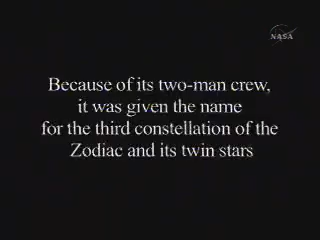 NASA
Because of its two-man crew,
it was given the name
for the third constellation of the
Zodiac and its twin stars